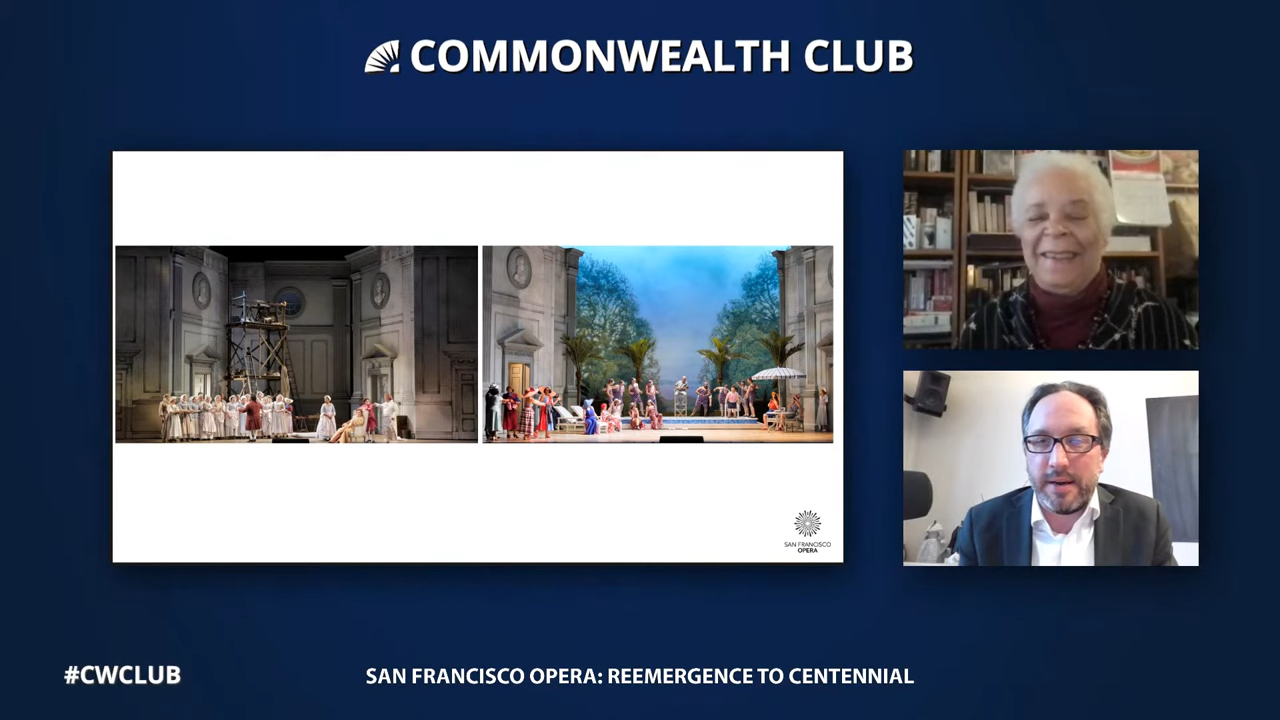 COMMONWEALTH CLUB
SAN FRANCISCO
OPERA
#CWCLUB
SAN FRANCISCO OPERA: REEMERGENCE TO CENTENNIAL